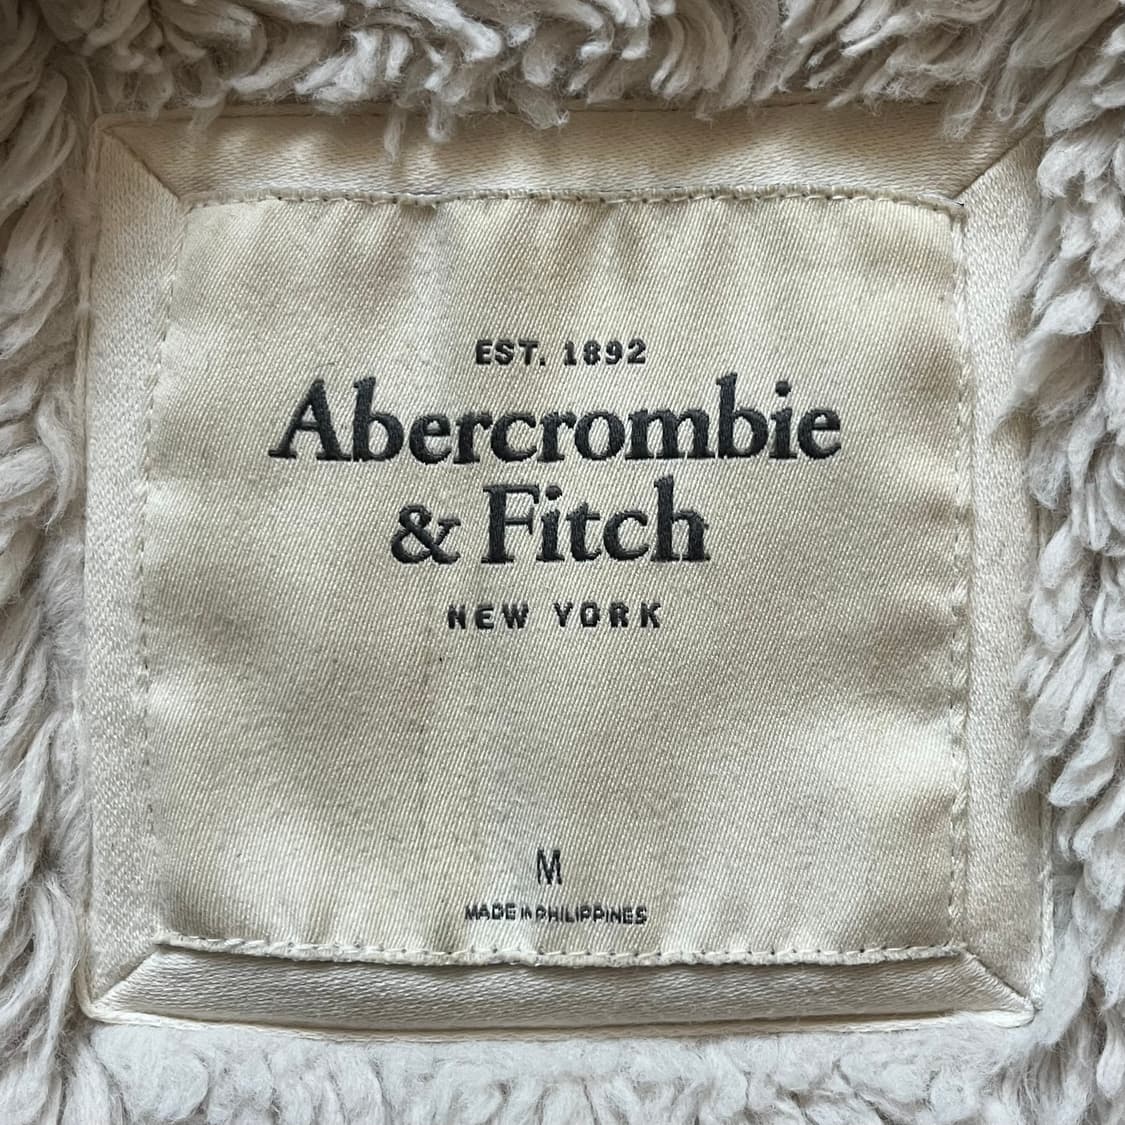 EST. 1892
Abercrombie
& Fitch
NEW YORK
M
MADE IN PHILIPPINES